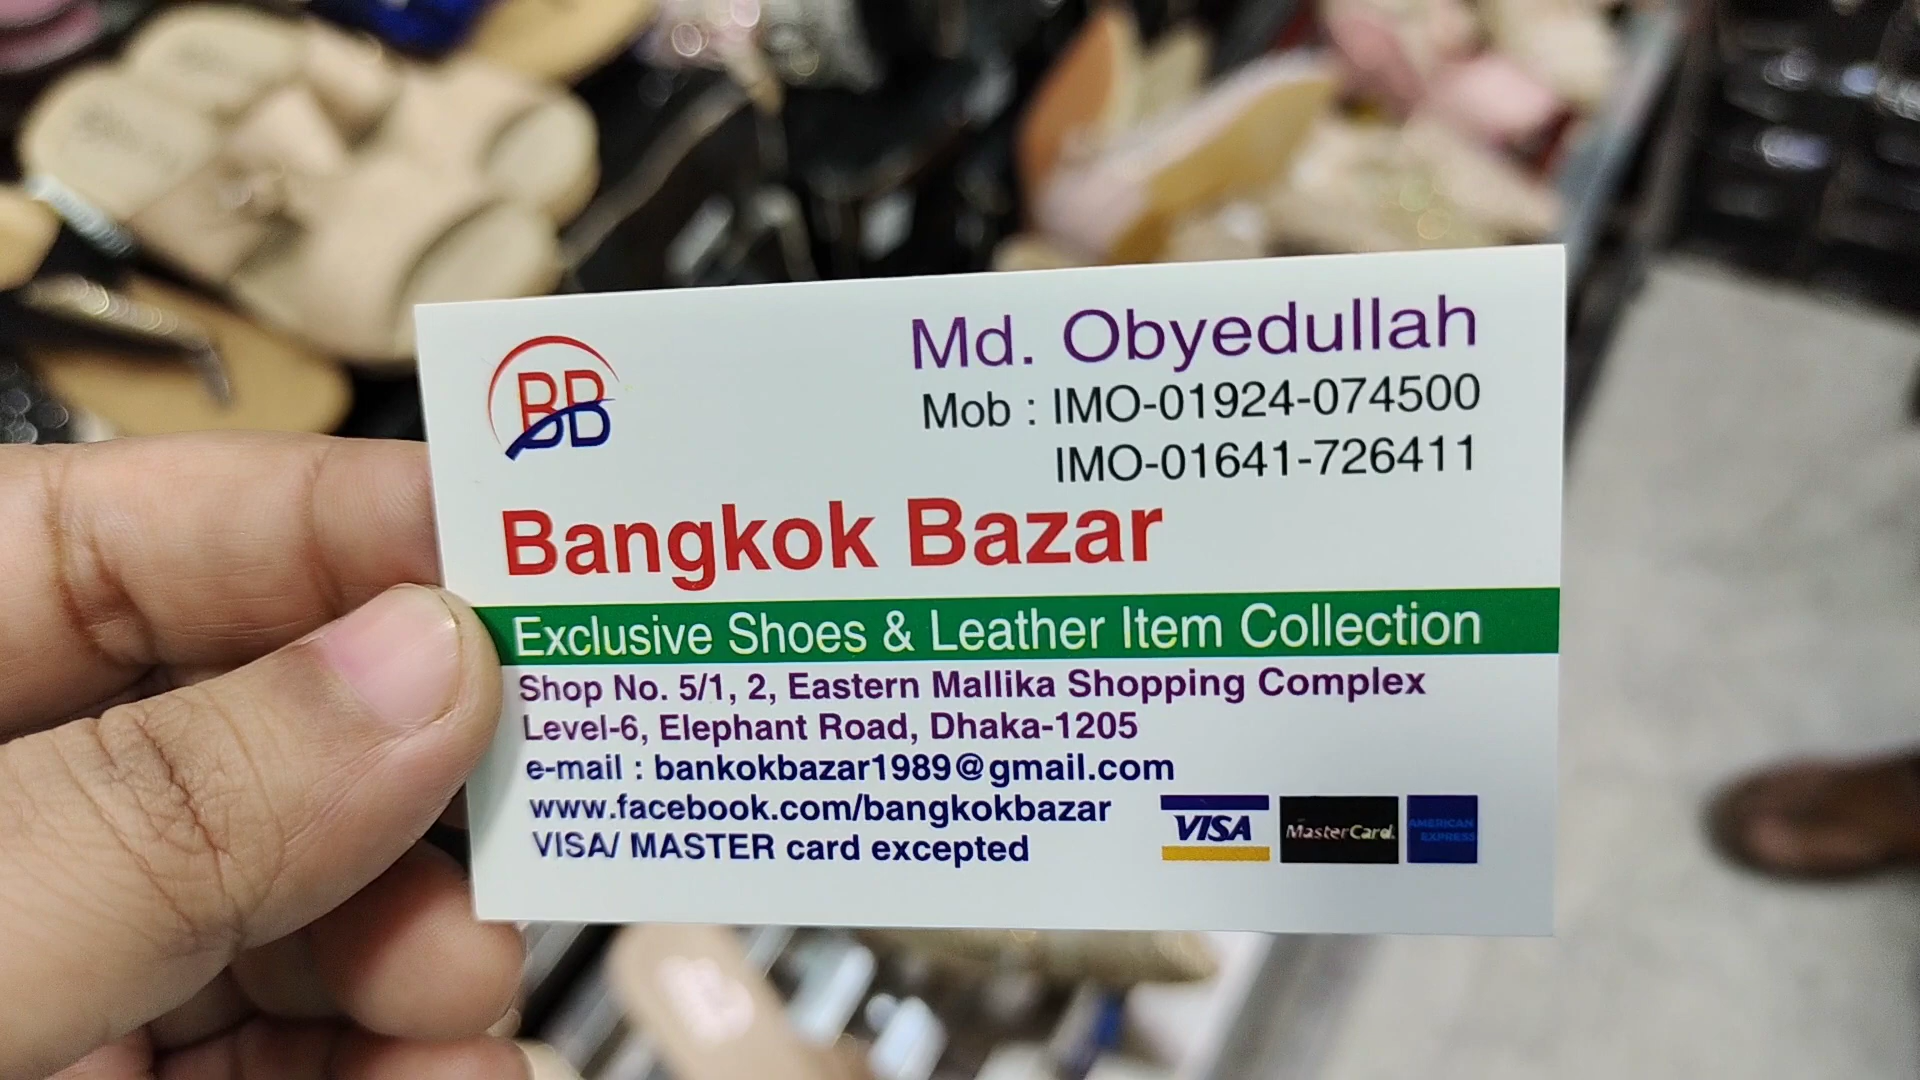 BB
Md. Obyedullah
Mob : IMO-01924-074500
IMO-01641-726411
Bangkok Bazar
Exclusive Shoes & Leather Item Collection
Shop No. 5/1, 2, Eastern Mallika Shopping Complex
Level-6, Elephant Road, Dhaka-1205
e-mail : bankokbazar1989@gmail.com
www.facebook.com/bangkokbazar
VISA/ MASTER card excepted
VISA MasterCard. AMERICAN EXPRESS